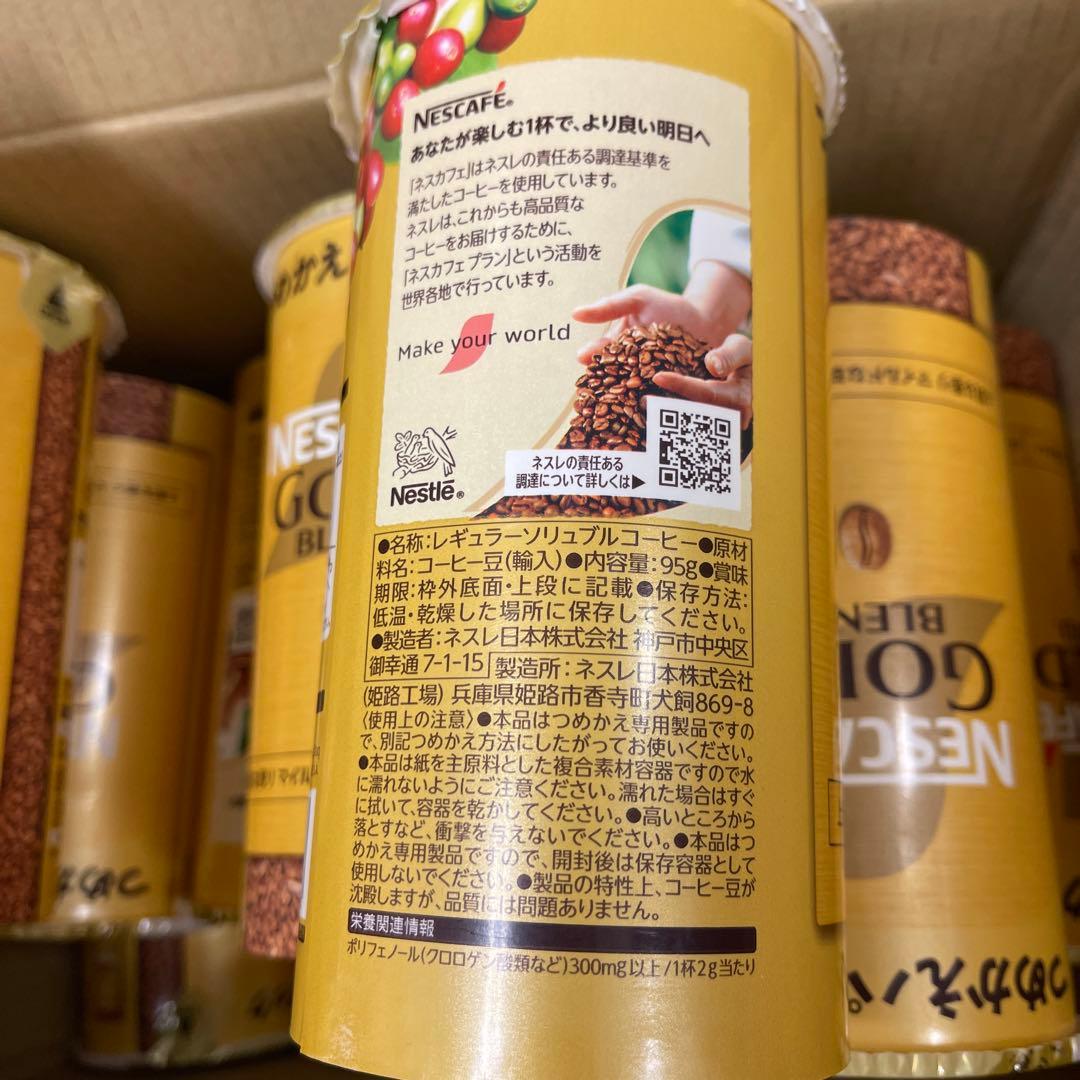 NESCAFÉ®
あなたが楽しむ1杯で、より良い明日へ
「ネスカフェ」はネスレの責任ある調達基準を
満たしたコーヒーを使用しています。
ネスレは、これからも高品質な
コーヒーをお届けするために、
「ネスカフェ プラン」という活動を
世界各地で行っています。
Make your world
Nestlé®
ネスレの責任ある
調達について詳しくは▶
●名称:レギュラーソリュブルコーヒー●原材
料名:コーヒー豆(輸入)●内容量:95g●賞味
期限:枠外底面・上段に記載●保存方法:
低温・乾燥した場所に保存してください。
●製造者:ネスレ日本株式会社 神戸市中央区
御幸通7-1-15 製造所:ネスレ日本株式会社
(姫路工場) 兵庫県姫路市香寺町犬飼869-8
〈使用上の注意〉●本品はつめかえ専用製品ですの
で、別記つめかえ方法にしたがってお使いください。
●本品は紙を主原料とした複合素材容器ですので水
に濡れないようにご注意ください。濡れた場合はすぐ
に拭いて、容器を乾かしてください。●高いところから
落とすなど、衝撃を与えないでください。●本品はつ
めかえ専用製品ですので、開封後は保存容器として
使用しないでください。●製品の特性上、コーヒー豆が
沈殿しますが、品質には問題ありません。
栄養関連情報
ポリフェノール(クロロゲン酸類など)300mg以上/1杯2g当たり
めかえ
NES
GO
BL
NESCA
GOL
BLEN
つめかえパ
つめか